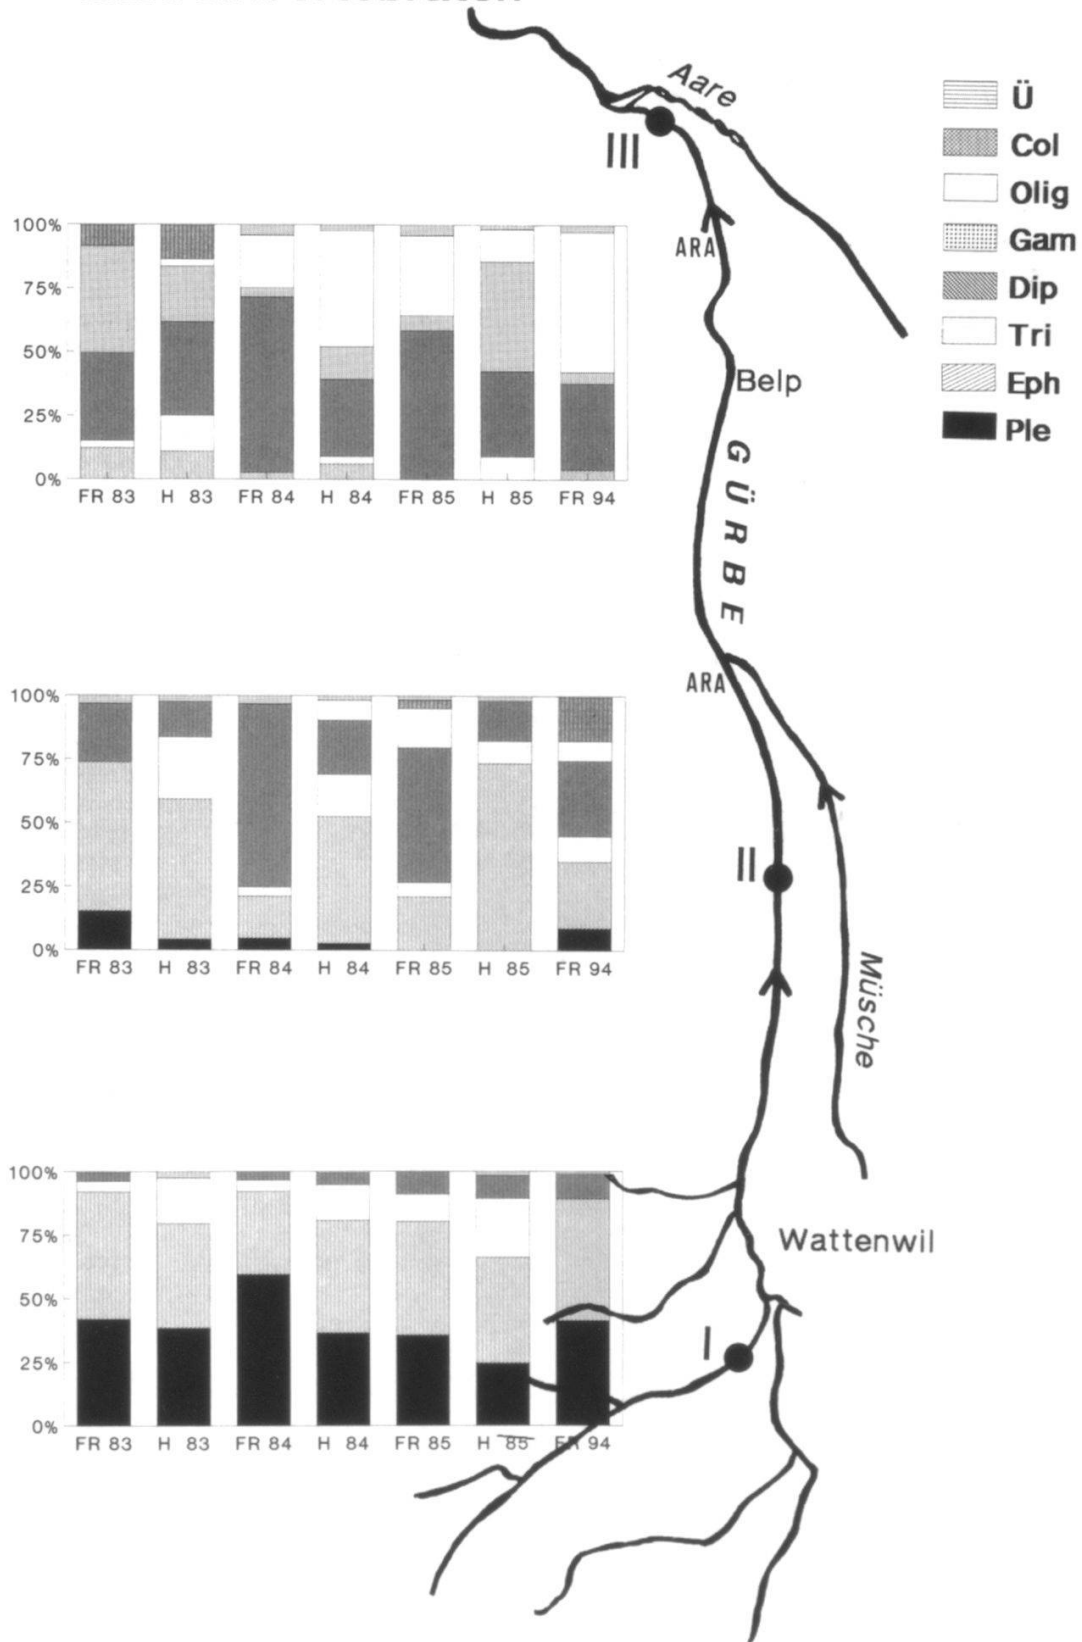 Aare
III
ARA
Belp
GÜRBE
ARA
II
Müsche
Wattenwil
I
Ü
Col
Olig
Gam
Dip
Tri
Eph
Ple
100%
75%
50%
25%
0%
FR 83 H 83 FR 84 H 84 FR 85 H 85 FR 94
100%
75%
50%
25%
0%
FR 83 H 83 FR 84 H 84 FR 85 H 85 FR 94
100%
75%
50%
25%
0%
FR 83 H 83 FR 84 H 84 FR 85 H 85 FR 94